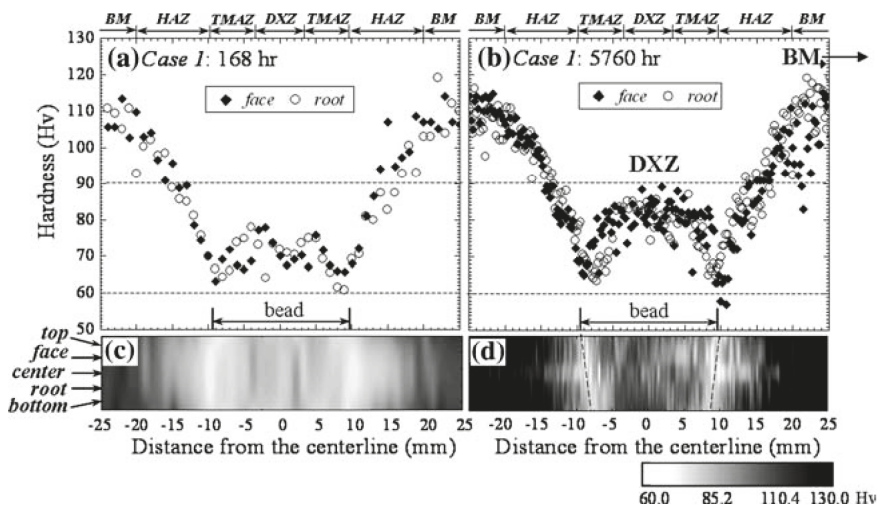 BM HAZ TMAZ DXZ TMAZ HAZ BM
BM HAZ TMAZ DXZ TMAZ HAZ BM
130
120
110
100
90
80
70
60
50
Hardness (Hv)
(a) Case 1: 168 hr
face root
bead
(b) Case 1: 5760 hr
BM
face root
DXZ
bead
top
face
center
root
bottom
(c)
(d)
-25 -20 -15 -10 -5 0 5 10 15 20 25
Distance from the centerline (mm)
-25 -20 -15 -10 -5 0 5 10 15 20 25
Distance from the centerline (mm)
60.0 85.2 110.4 130.0 Hv